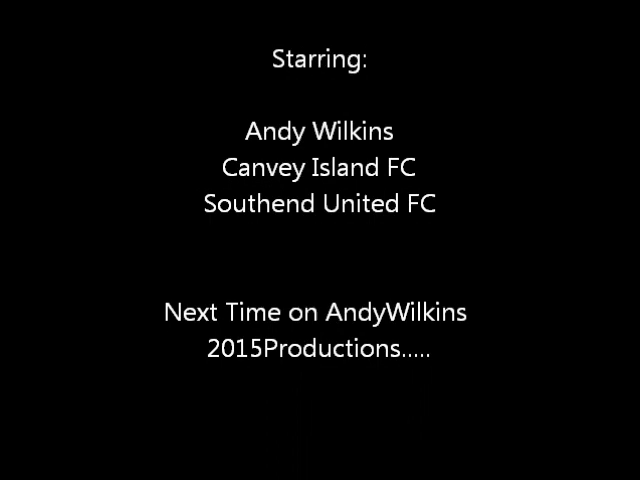 Starring:
Andy Wilkins
Canvey Island FC
Southend United FC
Next Time on AndyWilkins
2015Productions.....